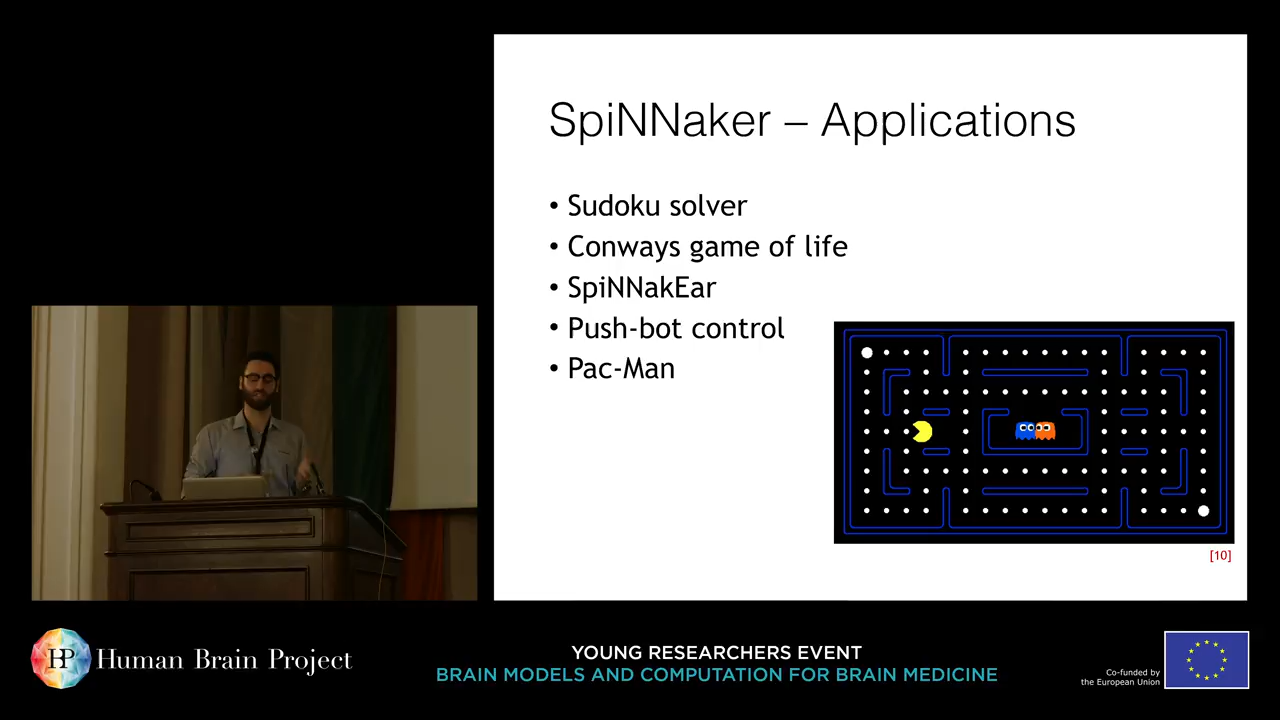 SpiNNaker – Applications
• Sudoku solver
• Conways game of life
• SpiNNakEar
• Push-bot control
• Pac-Man
[10]
HP Human Brain Project
YOUNG RESEARCHERS EVENT
BRAIN MODELS AND COMPUTATION FOR BRAIN MEDICINE
Co-funded by
the European Union